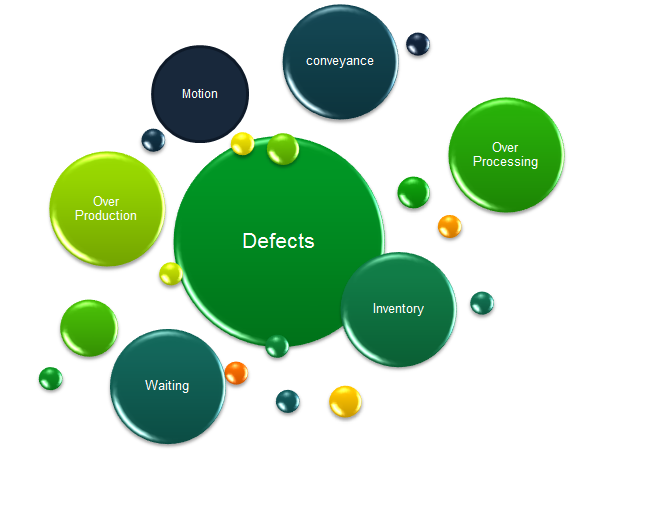 conveyance
Motion
Over
Processing
Over
Production
Defects
Inventory
Waiting